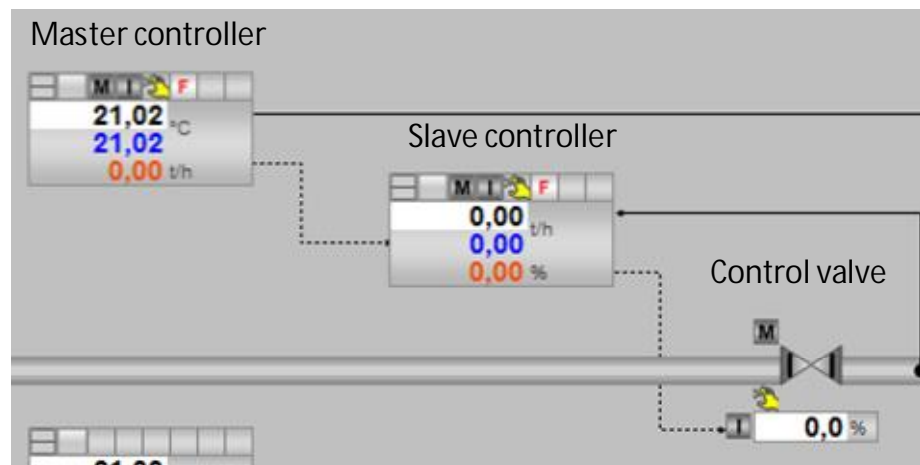 Master controller
M I F
21,02 °C
21,02
0,00 t/h
Slave controller
M I F
0,00 t/h
0,00
0,00 %
Control valve
M
I 0,0 %